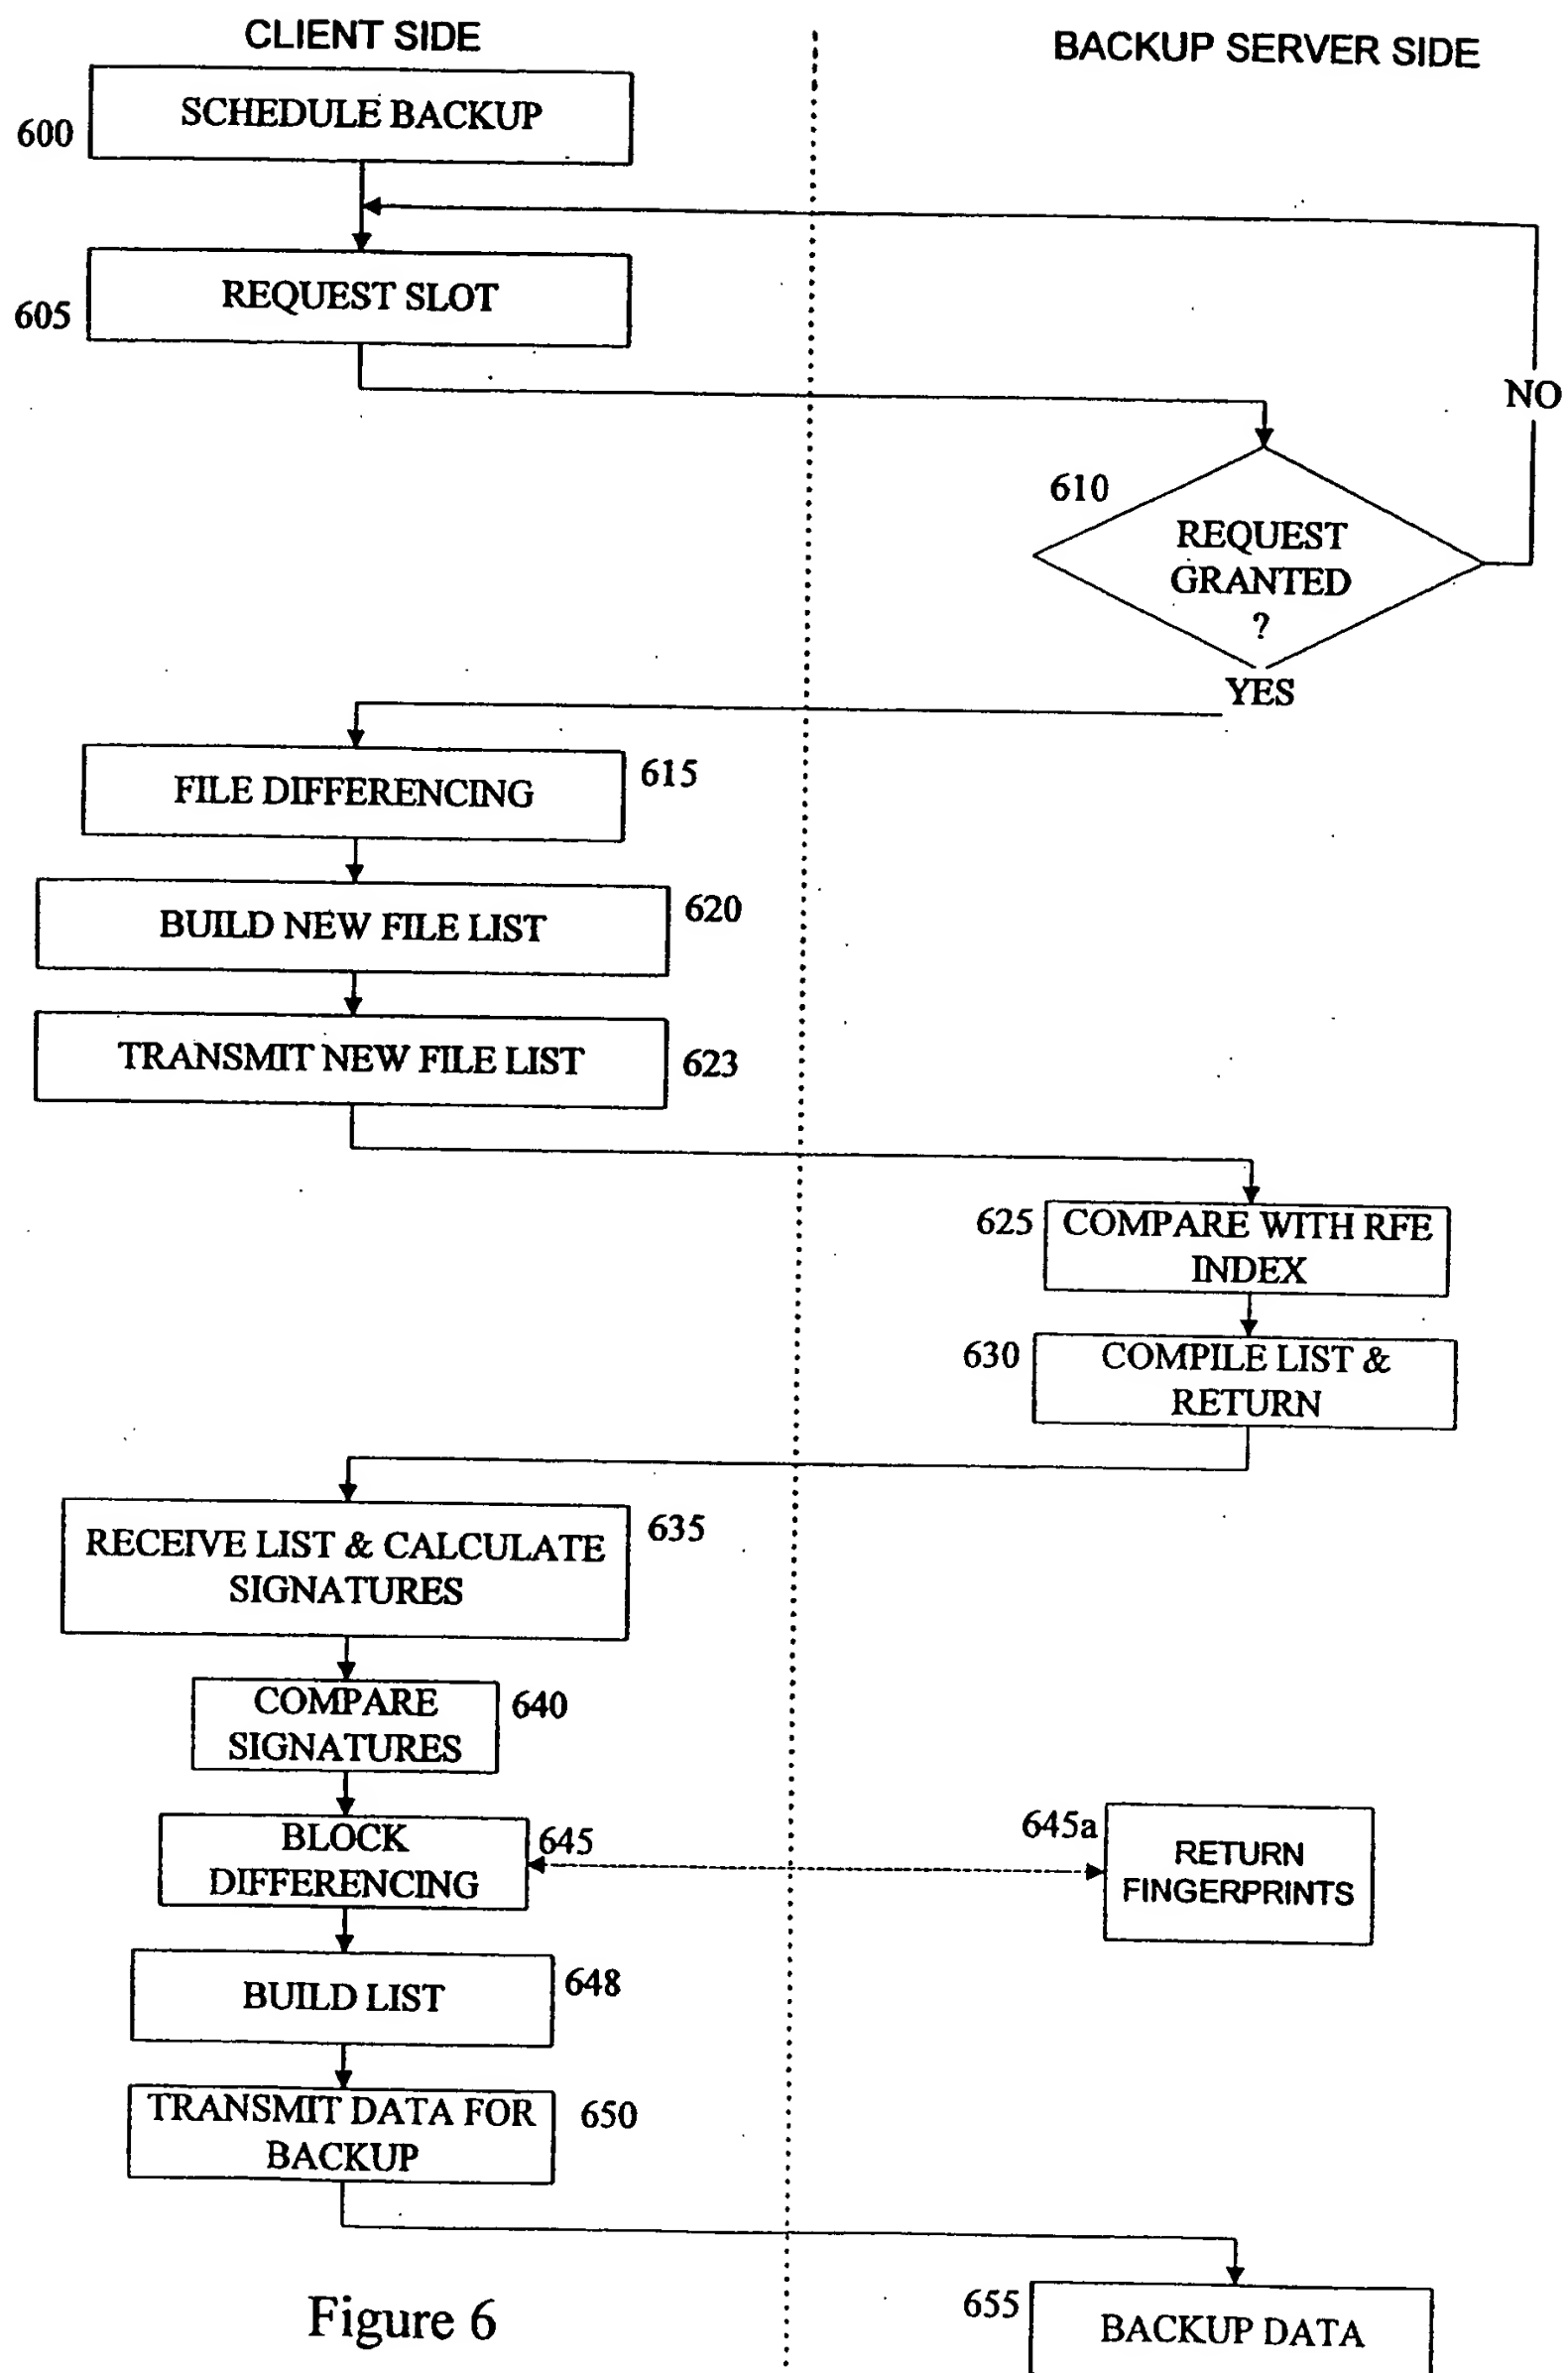 CLIENT SIDE
BACKUP SERVER SIDE
SCHEDULE BACKUP
600
REQUEST SLOT
605
NO
610
REQUEST
GRANTED
?
YES
FILE DIFFERENCING
615
BUILD NEW FILE LIST
620
TRANSMIT NEW FILE LIST
623
625
COMPARE WITH RFE
INDEX
630
COMPILE LIST &
RETURN
RECEIVE LIST & CALCULATE
SIGNATURES
635
COMPARE
SIGNATURES
640
BLOCK
DIFFERENCING
645
645a
RETURN
FINGERPRINTS
BUILD LIST
648
TRANSMIT DATA FOR
BACKUP
650
655
BACKUP DATA
Figure 6